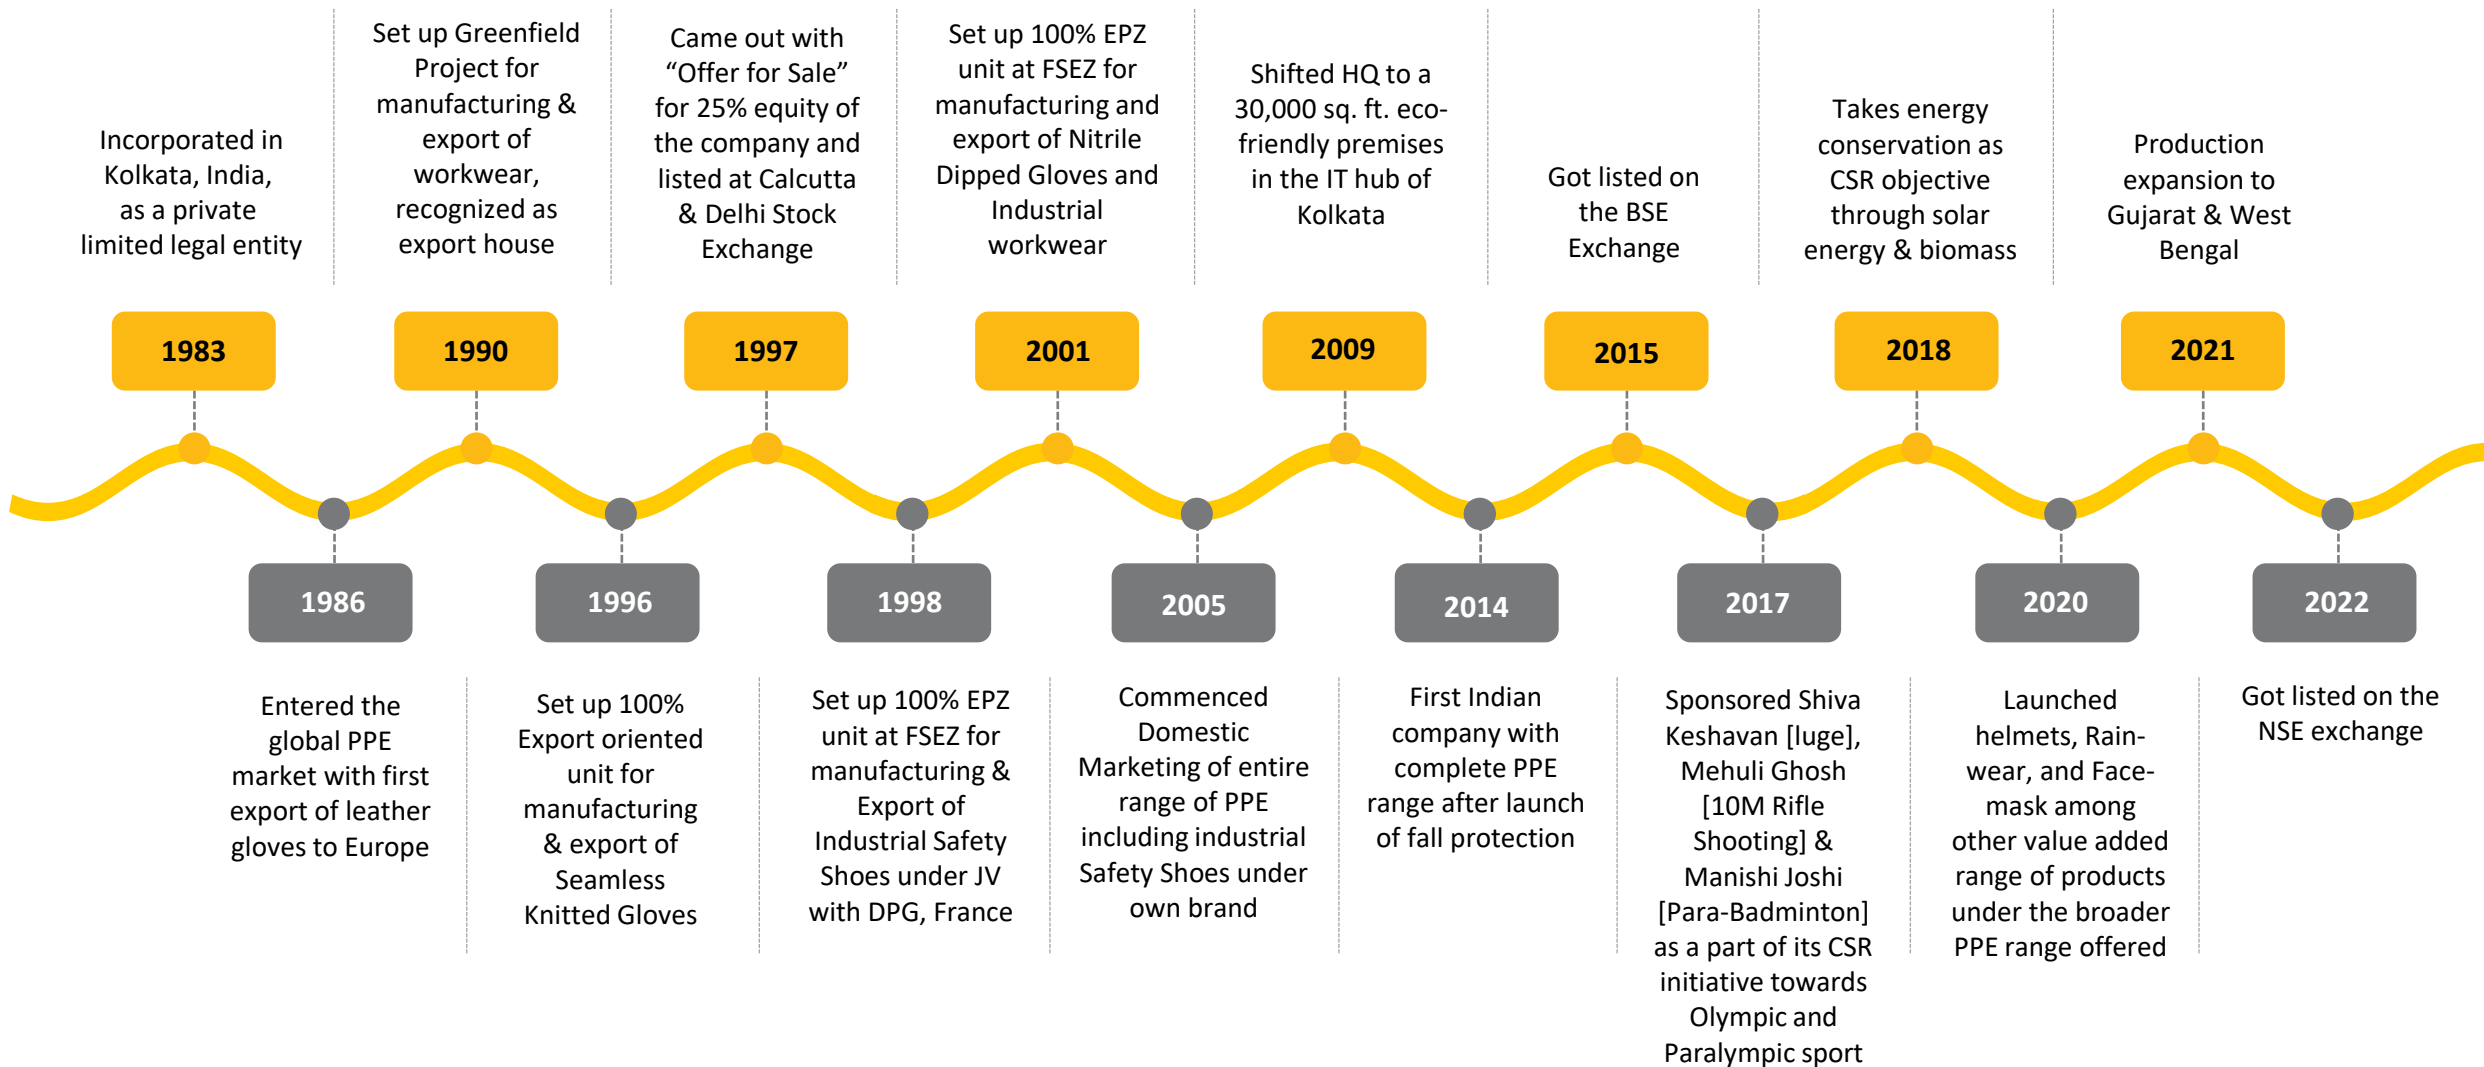 Incorporated in
Kolkata, India,
as a private
limited legal entity
Set up Greenfield
Project for
manufacturing &
export of
workwear,
recognized as
export house
Came out with
“Offer for Sale”
for 25% equity of
the company and
listed at Calcutta
& Delhi Stock
Exchange
Set up 100% EPZ
unit at FSEZ for
manufacturing and
export of Nitrile
Dipped Gloves and
Industrial
workwear
Shifted HQ to a
30,000 sq. ft. eco-
friendly premises
in the IT hub of
Kolkata
Got listed on
the BSE
Exchange
Takes energy
conservation as
CSR objective
through solar
energy & biomass
Production
expansion to
Gujarat & West
Bengal
1983
1990
1997
2001
2009
2015
2018
2021
1986
1996
1998
2005
2014
2017
2020
2022
Entered the
global PPE
market with first
export of leather
gloves to Europe
Set up 100%
Export oriented
unit for
manufacturing
& export of
Seamless
Knitted Gloves
Set up 100% EPZ
unit at FSEZ for
manufacturing &
Export of
Industrial Safety
Shoes under JV
with DPG, France
Commenced
Domestic
Marketing of entire
range of PPE
including industrial
Safety Shoes under
own brand
First Indian
company with
complete PPE
range after launch
of fall protection
Sponsored Shiva
Keshavan [luge],
Mehuli Ghosh
[10M Rifle
Shooting] &
Manishi Joshi
[Para-Badminton]
as a part of its CSR
initiative towards
Olympic and
Paralympic sport
Launched
helmets, Rain-
wear, and Face-
mask among
other value added
range of products
under the broader
PPE range offered
Got listed on the
NSE exchange